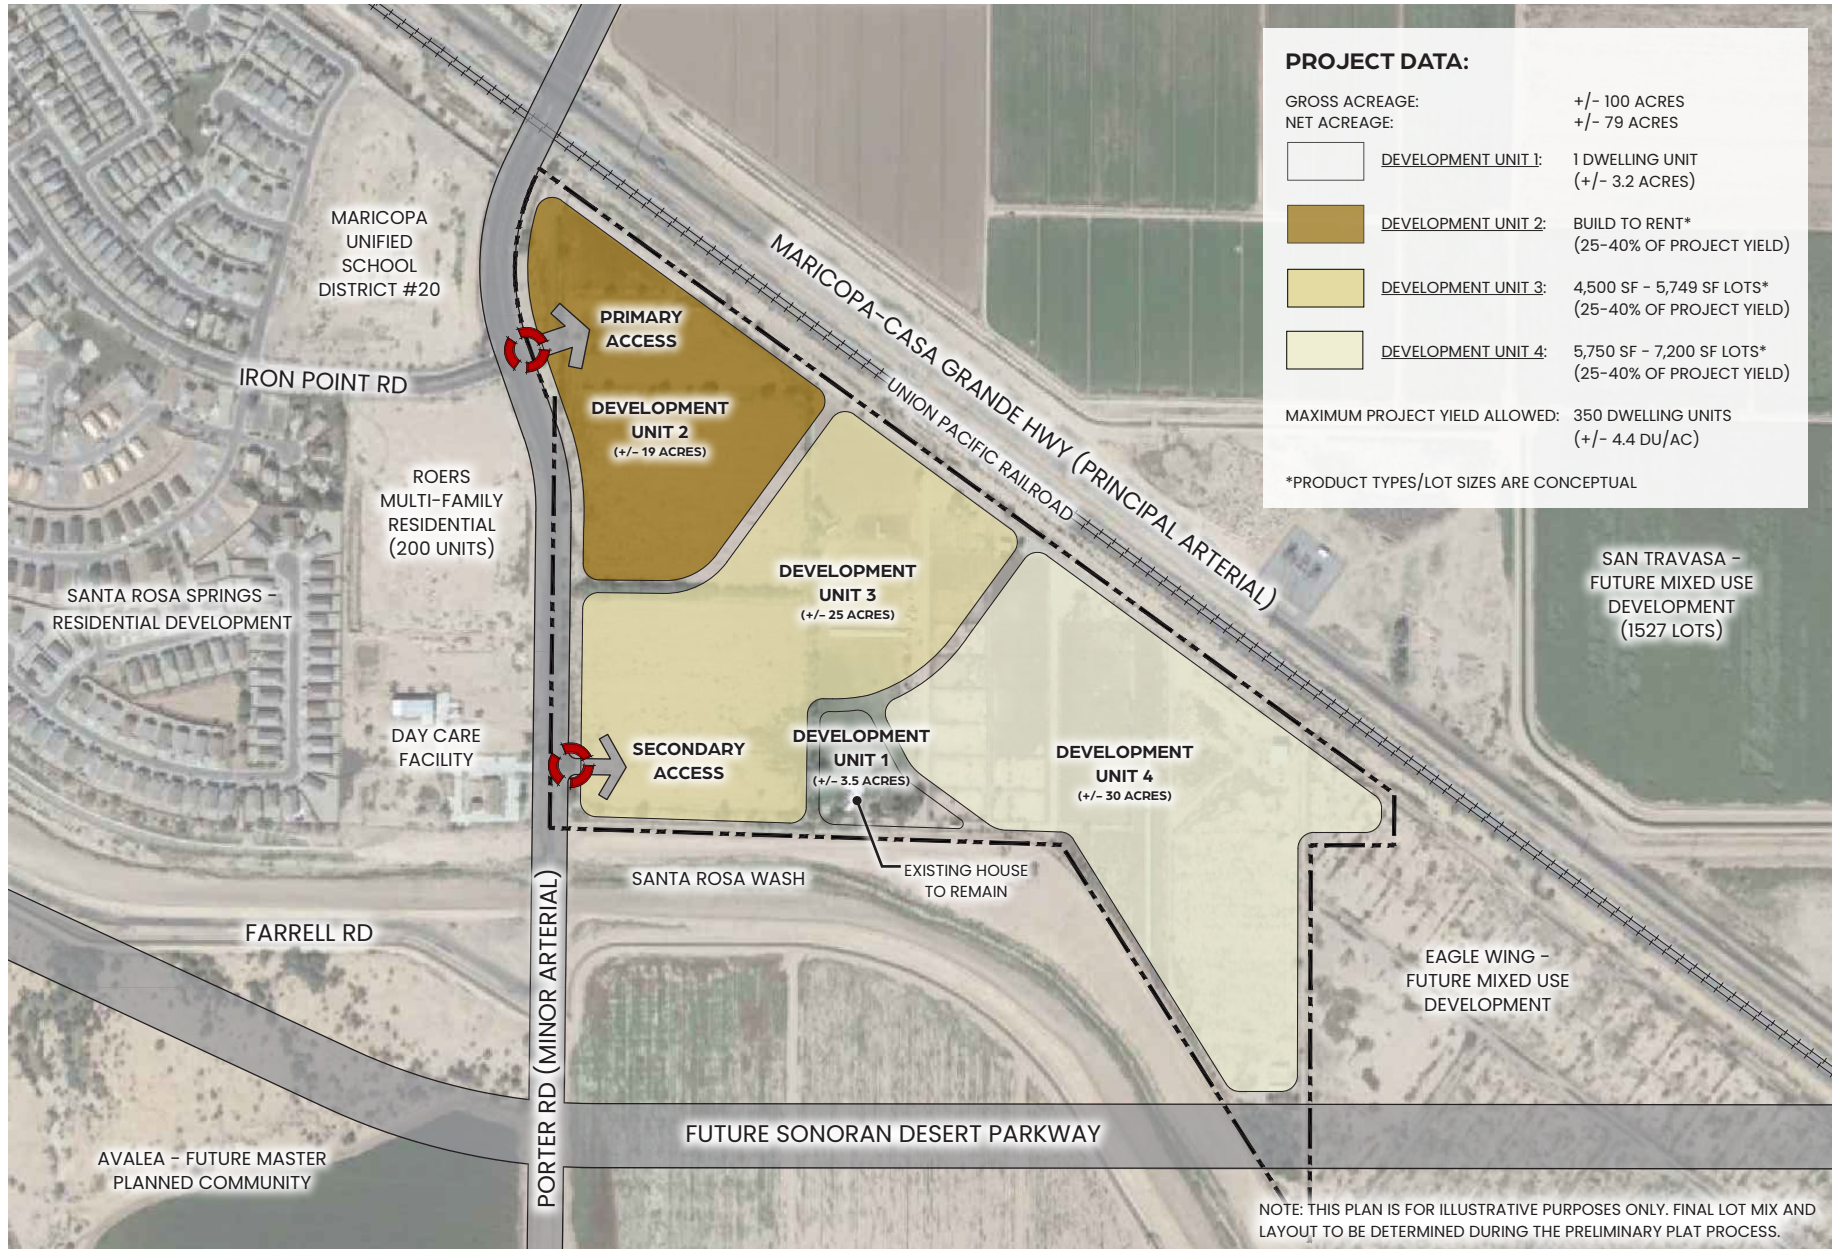 PROJECT DATA:
GROSS ACREAGE: +/- 100 ACRES
NET ACREAGE: +/- 79 ACRES
DEVELOPMENT UNIT 1: 1 DWELLING UNIT
(+/- 3.2 ACRES)
DEVELOPMENT UNIT 2: BUILD TO RENT*
(25-40% OF PROJECT YIELD)
DEVELOPMENT UNIT 3: 4,500 SF - 5,749 SF LOTS*
(25-40% OF PROJECT YIELD)
DEVELOPMENT UNIT 4: 5,750 SF - 7,200 SF LOTS*
(25-40% OF PROJECT YIELD)
MAXIMUM PROJECT YIELD ALLOWED: 350 DWELLING UNITS
(+/- 4.4 DU/AC)
*PRODUCT TYPES/LOT SIZES ARE CONCEPTUAL
MARICOPA
UNIFIED
SCHOOL
DISTRICT #20
MARICOPA-CASA GRANDE HWY (PRINCIPAL ARTERIAL)
UNION PACIFIC RAILROAD
PRIMARY
ACCESS
IRON POINT RD
DEVELOPMENT
UNIT 2
(+/- 19 ACRES)
ROERS
MULTI-FAMILY
RESIDENTIAL
(200 UNITS)
SANTA ROSA SPRINGS -
RESIDENTIAL DEVELOPMENT
DEVELOPMENT
UNIT 3
(+/- 25 ACRES)
SAN TRAVASA -
FUTURE MIXED USE
DEVELOPMENT
(1527 LOTS)
DAY CARE
FACILITY
SECONDARY
ACCESS
DEVELOPMENT
UNIT 1
(+/- 3.5 ACRES)
DEVELOPMENT
UNIT 4
(+/- 30 ACRES)
EXISTING HOUSE
TO REMAIN
SANTA ROSA WASH
FARRELL RD
PORTER RD (MINOR ARTERIAL)
EAGLE WING -
FUTURE MIXED USE
DEVELOPMENT
FUTURE SONORAN DESERT PARKWAY
AVALEA - FUTURE MASTER
PLANNED COMMUNITY
NOTE: THIS PLAN IS FOR ILLUSTRATIVE PURPOSES ONLY. FINAL LOT MIX AND
LAYOUT TO BE DETERMINED DURING THE PRELIMINARY PLAT PROCESS.